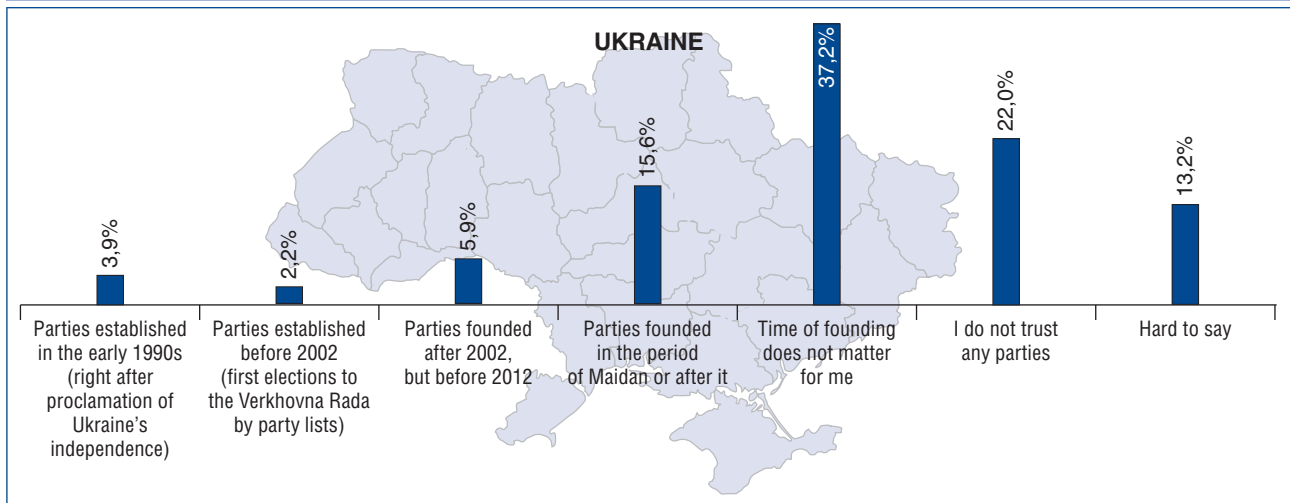 UKRAINE
3,9%
2,2%
5,9%
15,6%
37,2%
22,0%
13,2%
Parties established
in the early 1990s
(right after
proclamation of
Ukraine’s
independence)
Parties established
before 2002
(first elections to
the Verkhovna Rada
by party lists)
Parties founded
after 2002,
but before 2012
Parties founded
in the period
of Maidan or after it
Time of founding
does not matter
for me
I do not trust
any parties
Hard to say